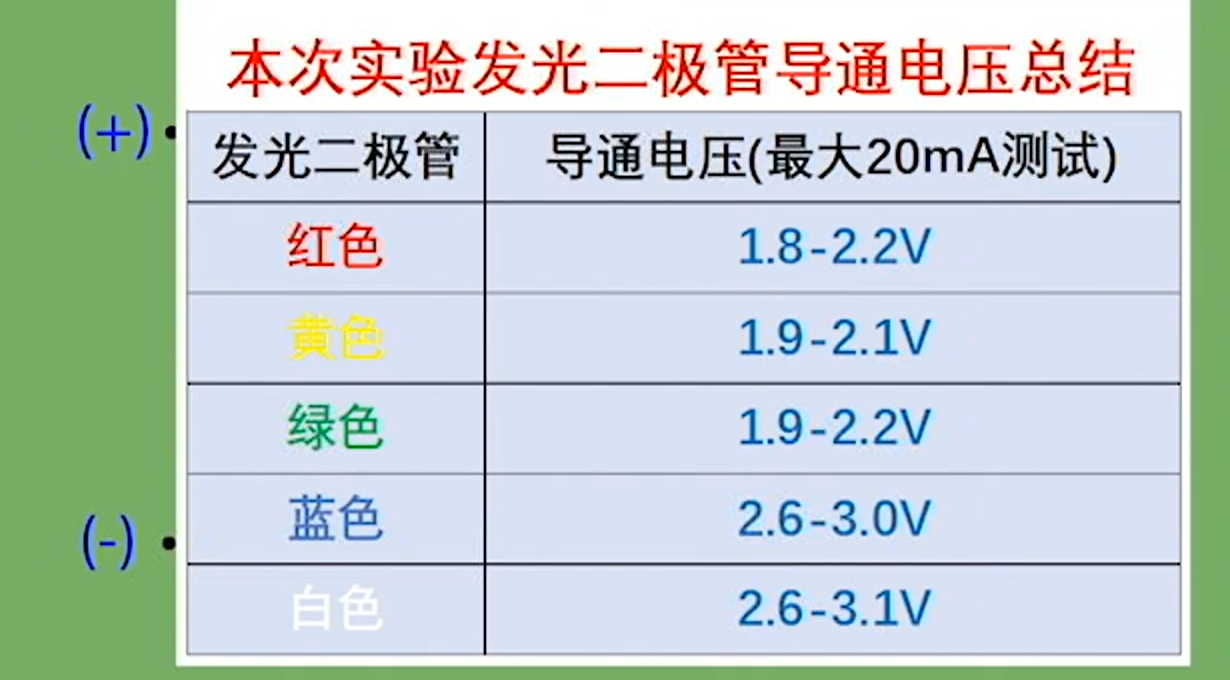 本次实验发光二极管导通电压总结
(+)
发光二极管 导通电压(最大20mA测试)
红色 1.8-2.2V
黄色 1.9-2.1V
绿色 1.9-2.2V
蓝色 2.6-3.0V
(-)
白色 2.6-3.1V